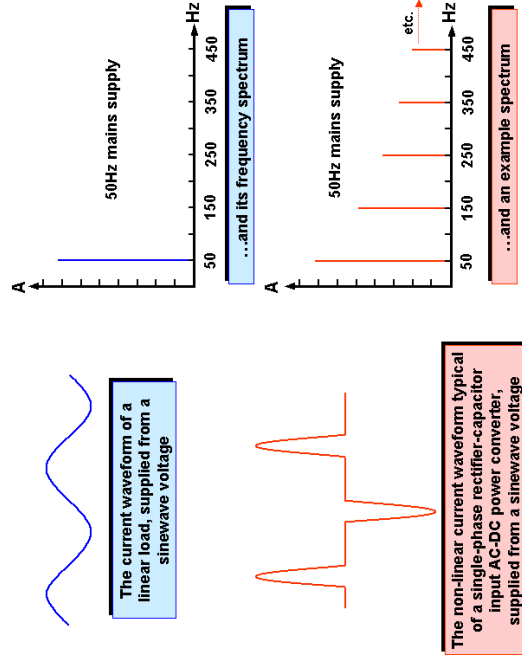 The current waveform of a
linear load, supplied from a
sinewave voltage
A
50Hz mains supply
50 150 250 350 450 Hz
…and its frequency spectrum
The non-linear current waveform typical
of a single-phase rectifier-capacitor
input AC-DC power converter,
supplied from a sinewave voltage
A
50Hz mains supply
etc.
50 150 250 350 450 Hz
…and an example spectrum